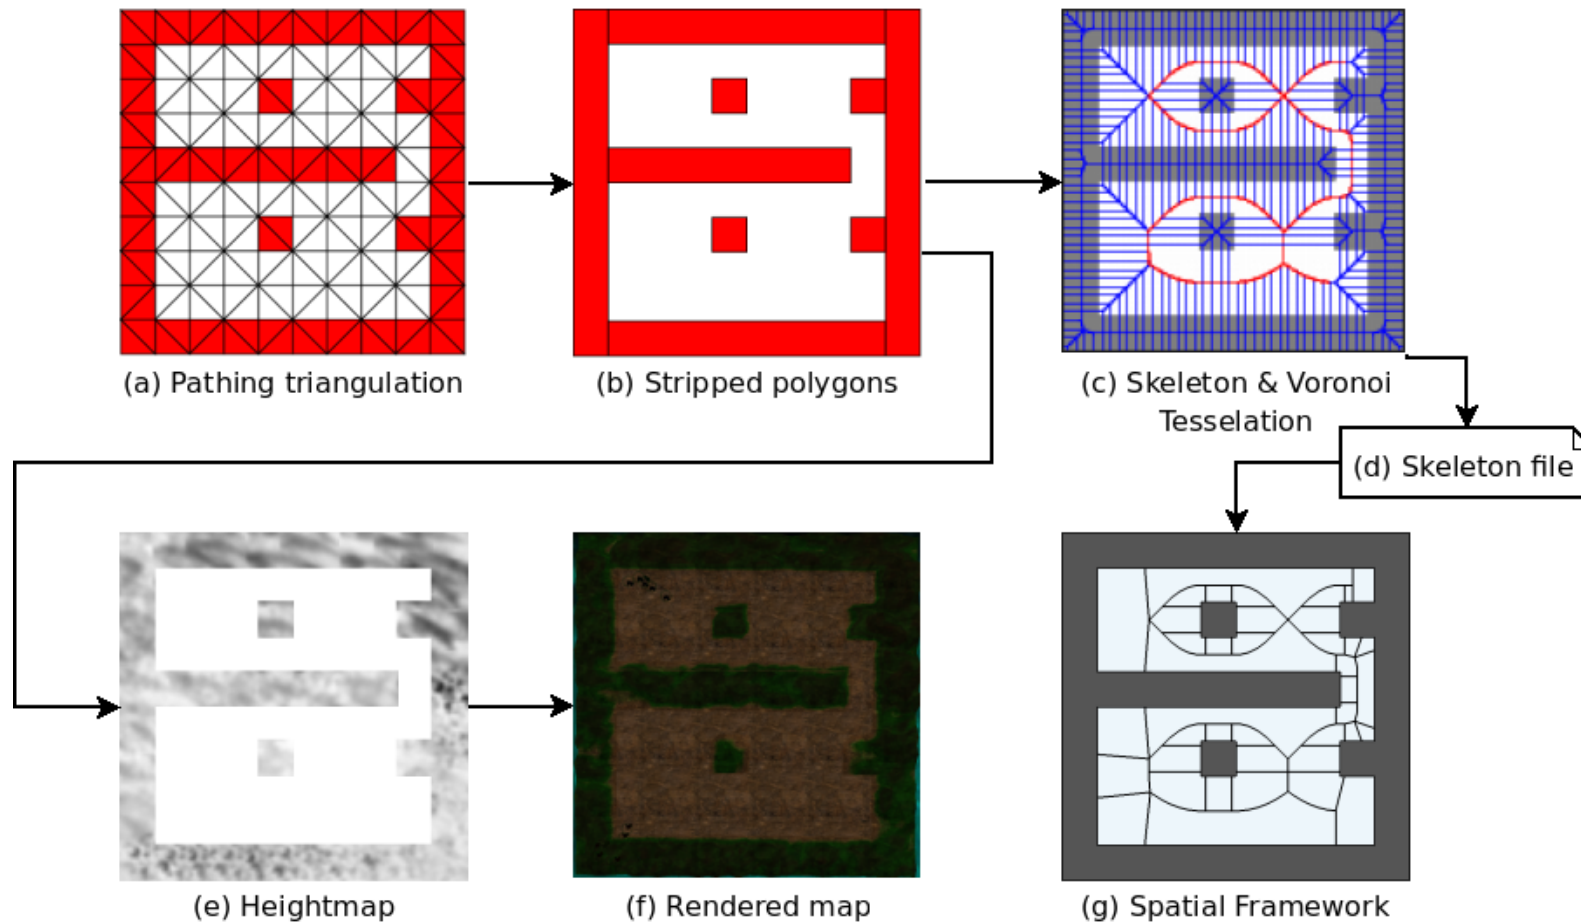 (a) Pathing triangulation
(b) Stripped polygons
(c) Skeleton & Voronoi
Tesselation
(d) Skeleton file
(e) Heightmap
(f) Rendered map
(g) Spatial Framework